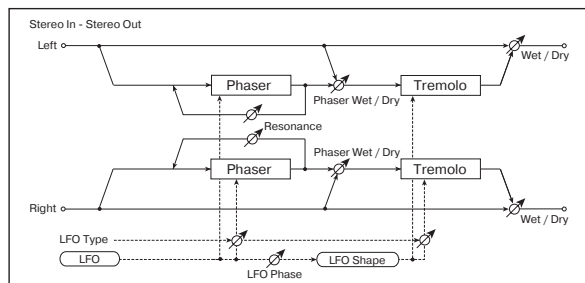 Stereo In - Stereo Out
Left
Wet / Dry
Phaser
Tremolo
Phaser Wet / Dry
Resonance
Phaser Wet / Dry
Phaser
Tremolo
Right
Wet / Dry
LFO Type
LFO
LFO Shape
LFO Phase